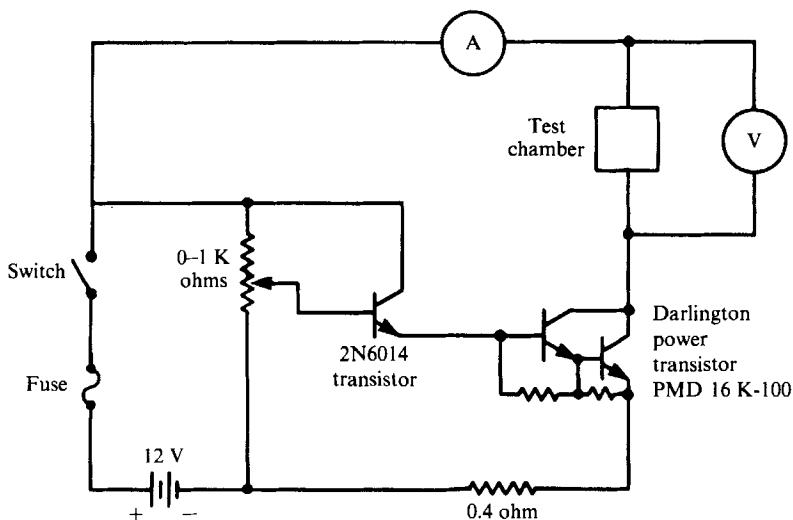 A
Test
chamber
V
Switch
0–1 K
ohms
2N6014
transistor
Darlington
power
transistor
PMD 16 K-100
Fuse
12 V
+ −
0.4 ohm